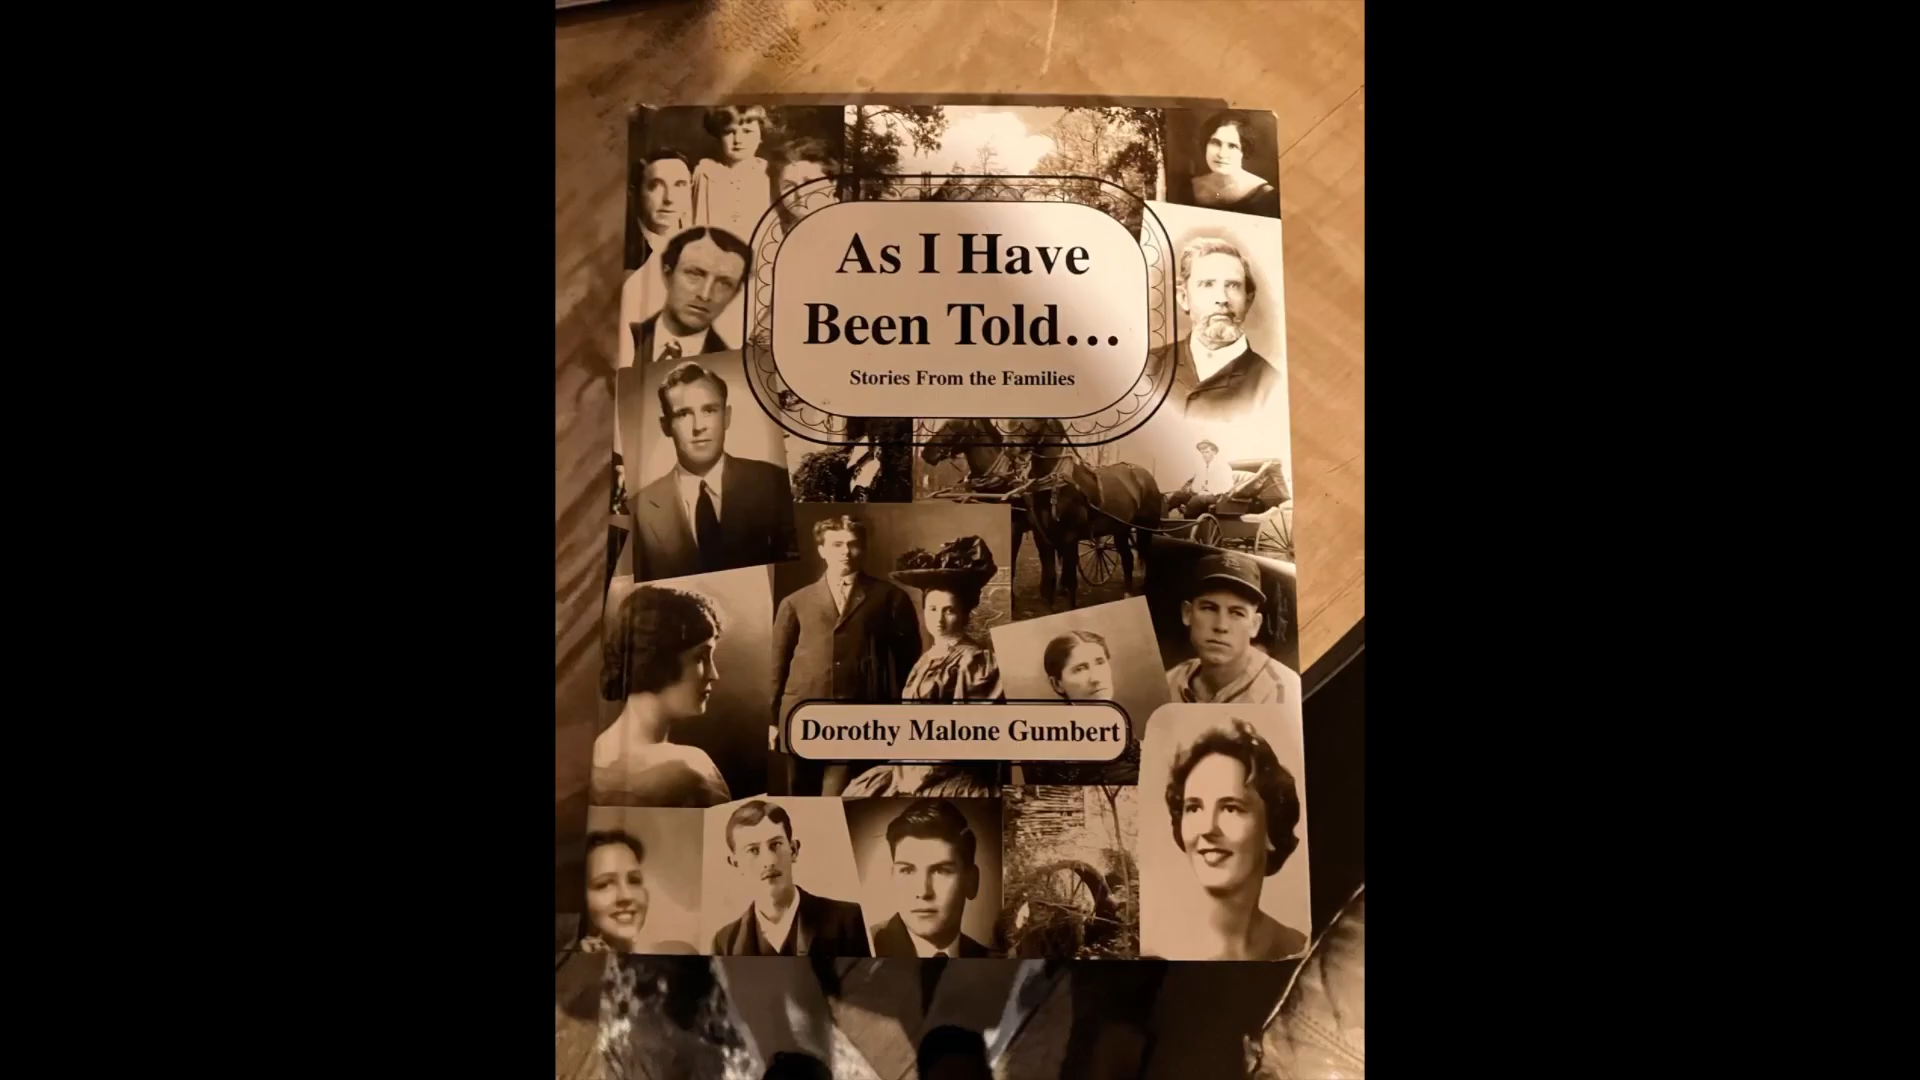 As I Have
Been Told...
Stories From the Families
Dorothy Malone Gumbert